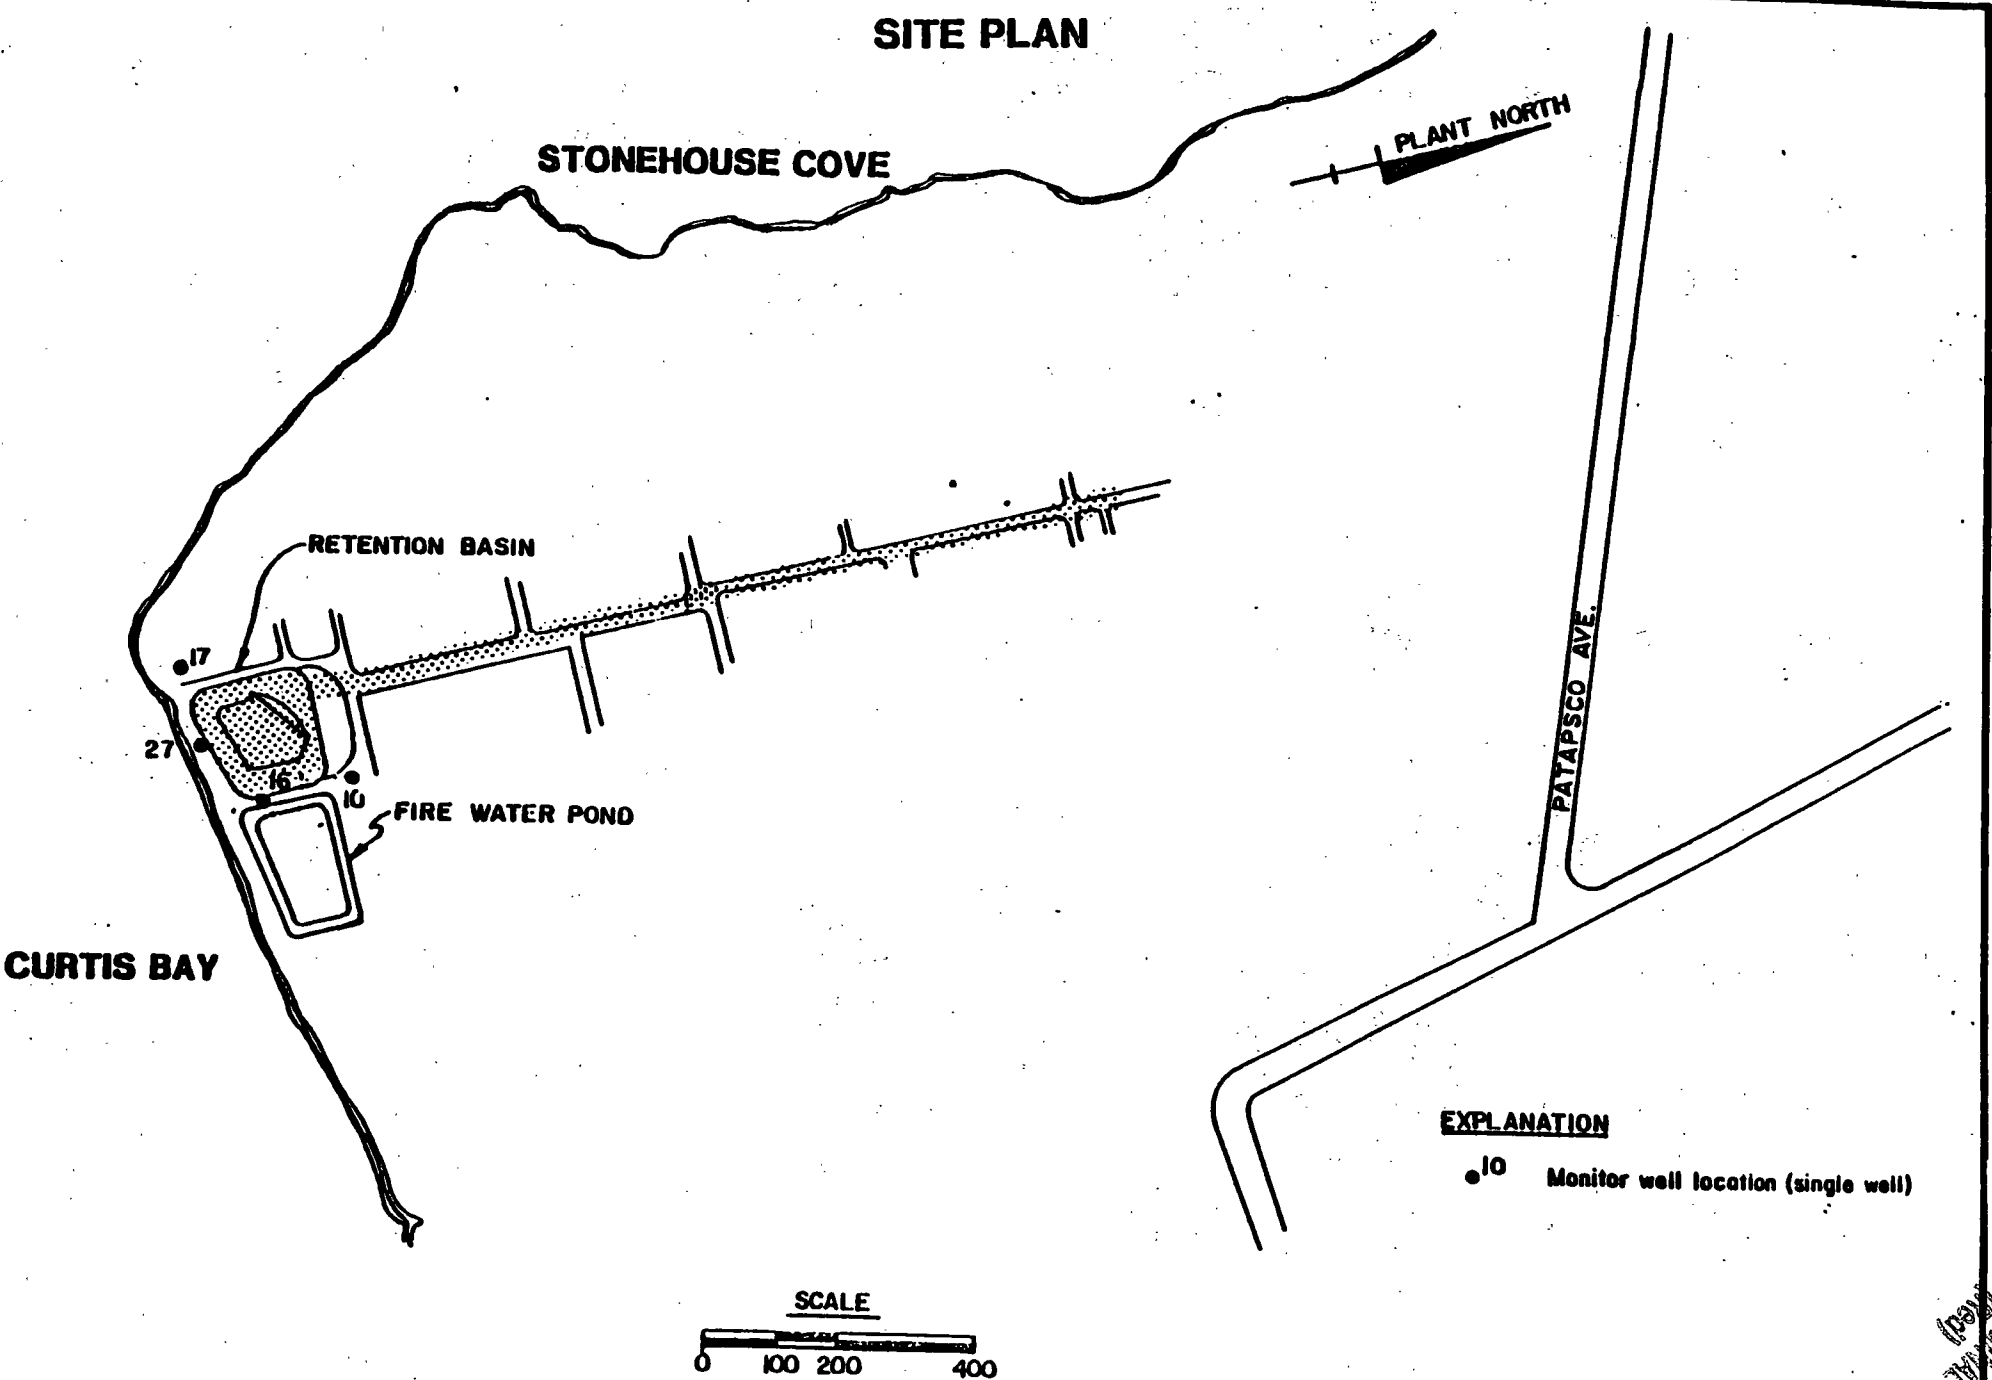 SITE PLAN
PLANT NORTH
STONEHOUSE COVE
RETENTION BASIN
17
27
16
10
FIRE WATER POND
PATAPSCO AVE.
CURTIS BAY
EXPLANATION
10 Monitor well location (single well)
SCALE
0 100 200 400